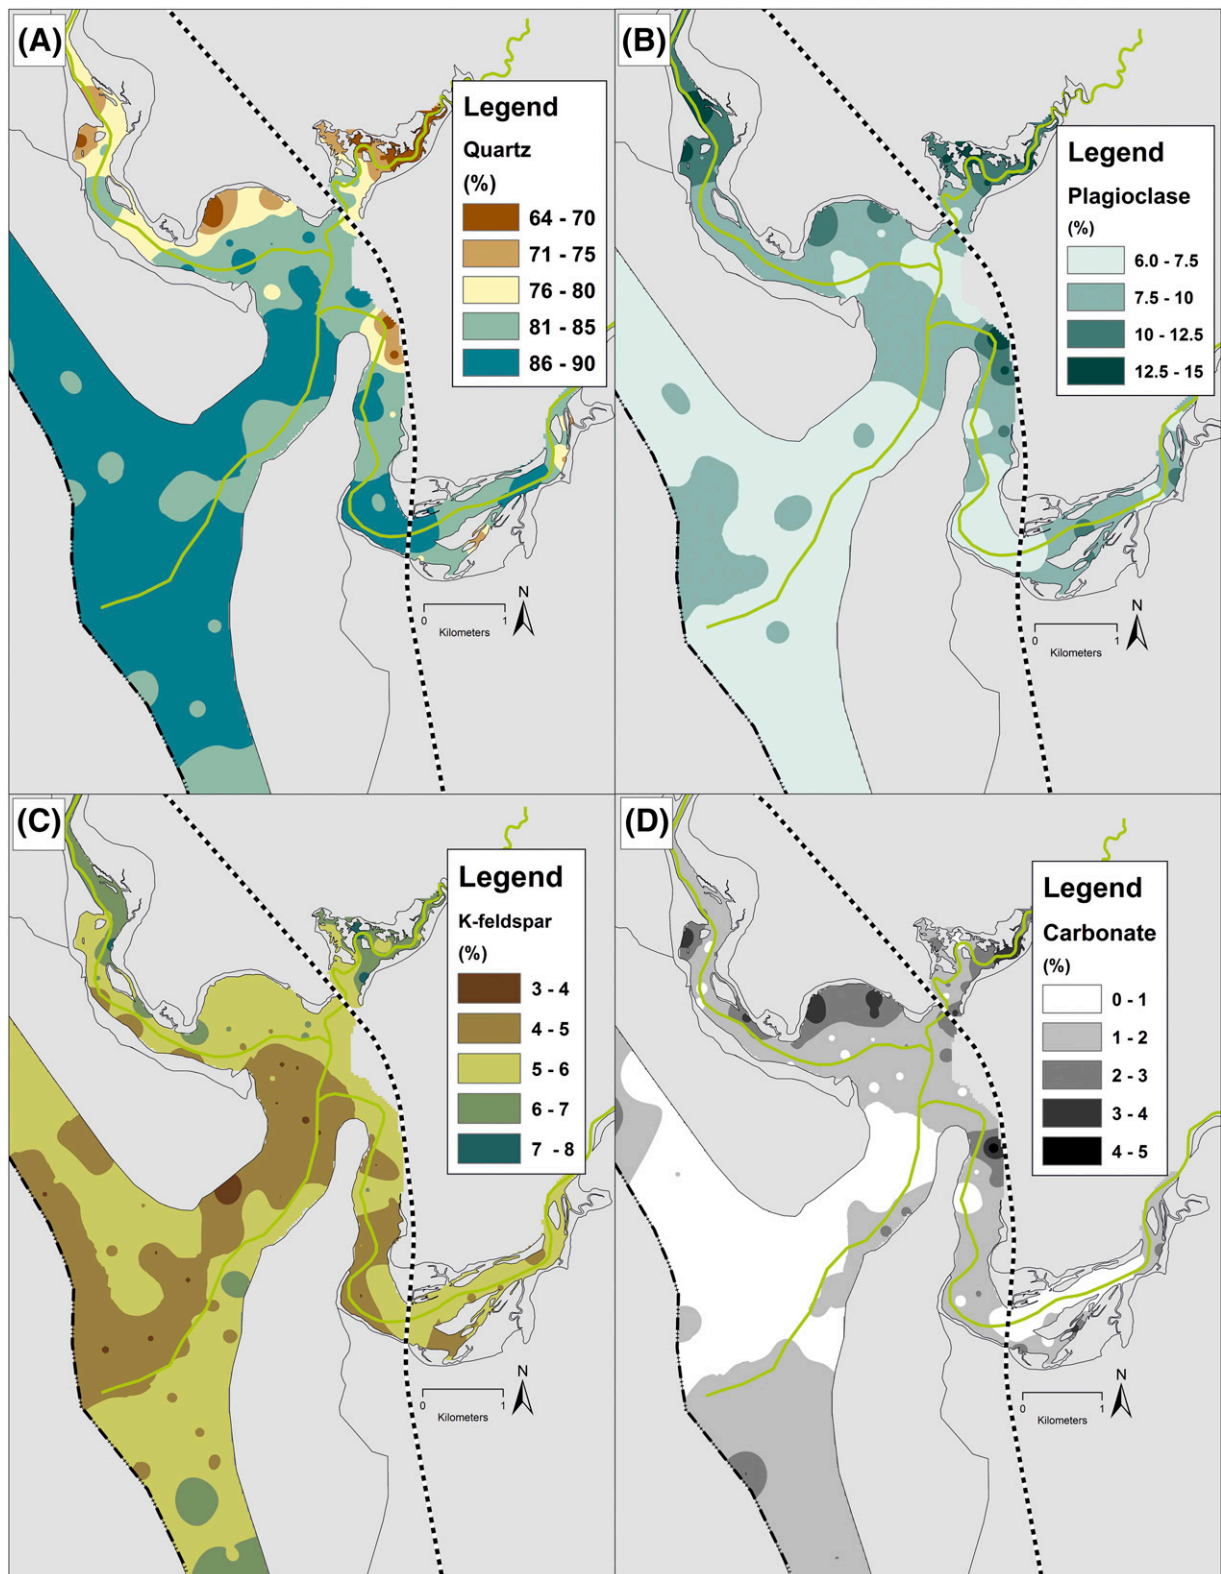 (A)
Legend
Quartz
(%)
64 - 70
71 - 75
76 - 80
81 - 85
86 - 90
N
0 1
Kilometers
(B)
Legend
Plagioclase
(%)
6.0 - 7.5
7.5 - 10
10 - 12.5
12.5 - 15
N
0 1
Kilometers
(C)
Legend
K-feldspar
(%)
3 - 4
4 - 5
5 - 6
6 - 7
7 - 8
N
0 1
Kilometers
(D)
Legend
Carbonate
(%)
0 - 1
1 - 2
2 - 3
3 - 4
4 - 5
N
0 1
Kilometers